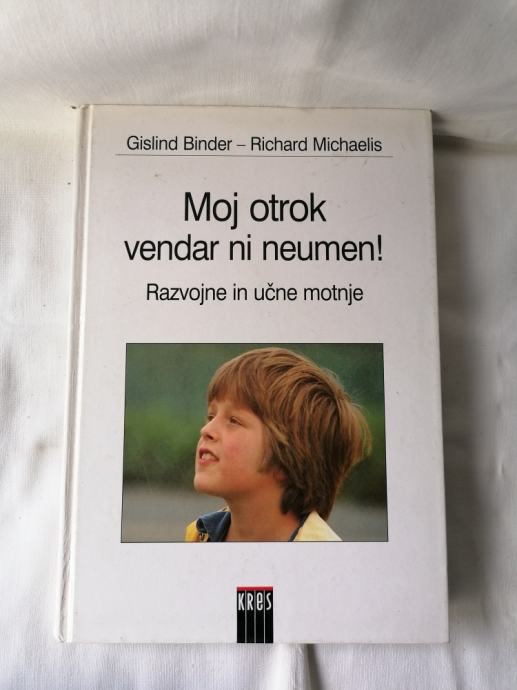 Gislind Binder – Richard Michaelis
Moj otrok
vendar ni neumen!
Razvojne in učne motnje
KReS